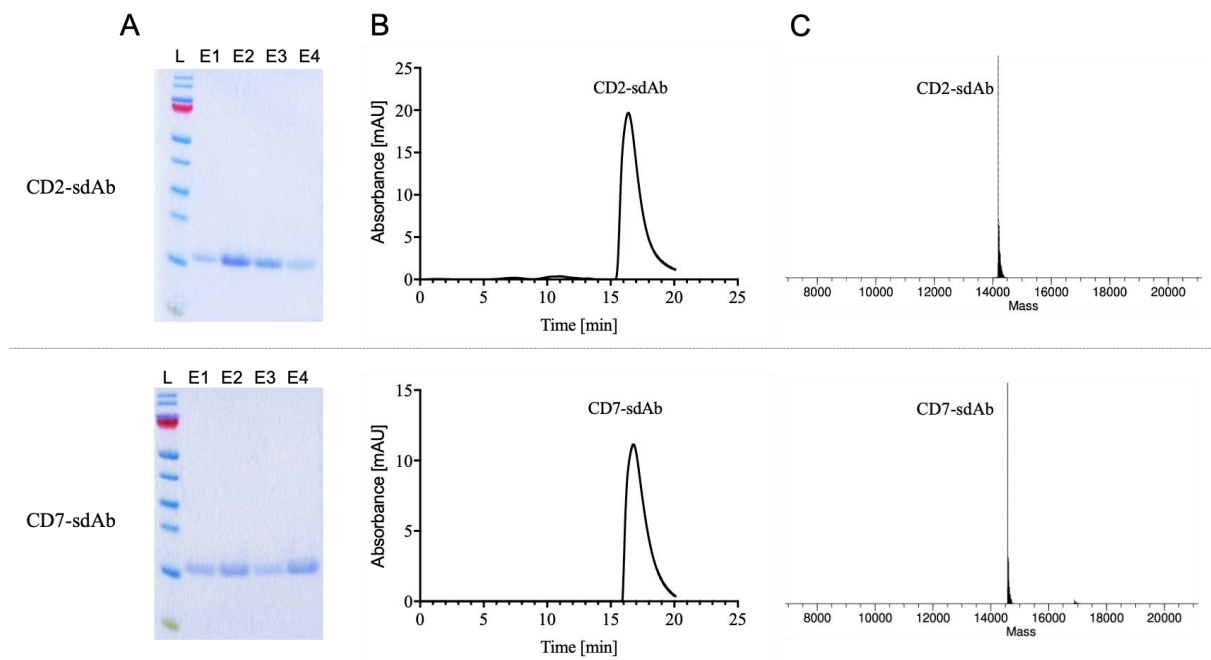 A
B
C
L E1 E2 E3 E4
CD2-sdAb
25
20
15
10
5
0
Absorbance [mAU]
CD2-sdAb
0 5 10 15 20 25
Time [min]
CD2-sdAb
8000 10000 12000 14000 16000 18000 20000
Mass
L E1 E2 E3 E4
CD7-sdAb
15
10
5
0
Absorbance [mAU]
CD7-sdAb
0 5 10 15 20 25
Time [min]
CD7-sdAb
8000 10000 12000 14000 16000 18000 20000
Mass